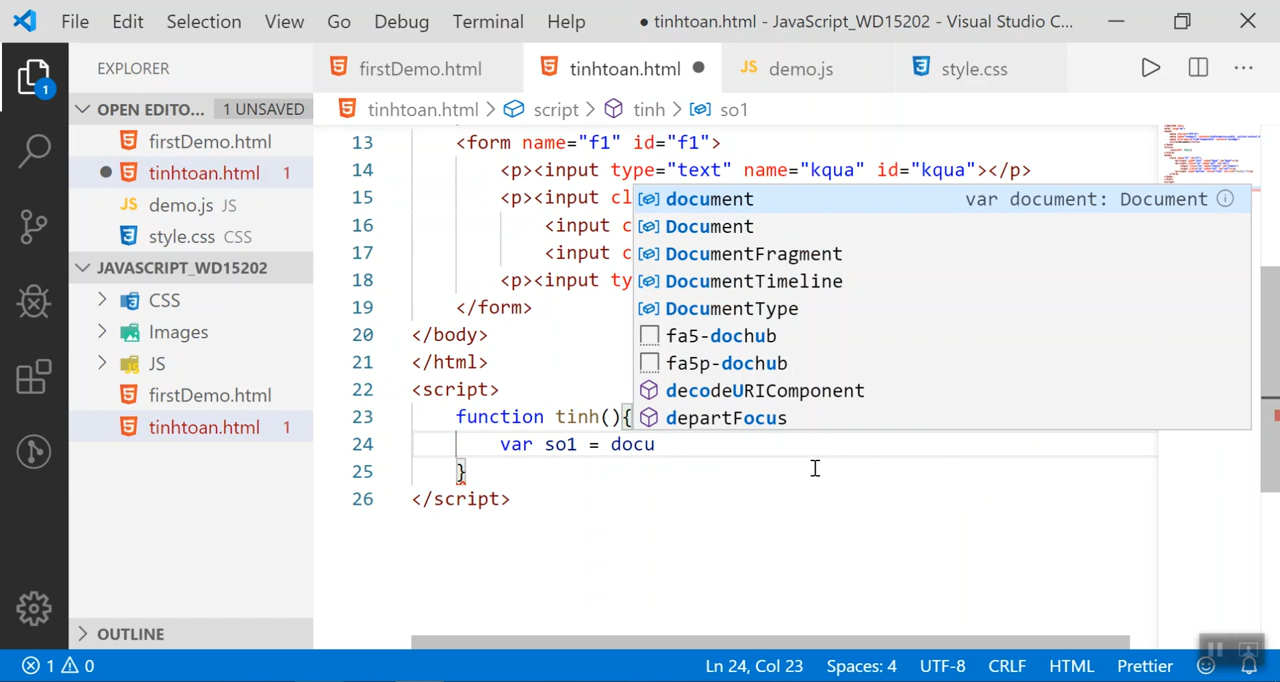 File Edit Selection View Go Debug Terminal Help ● tinhtoan.html - JavaScript_WD15202 - Visual Studio C...
EXPLORER
firstDemo.html tinhtoan.html demo.js style.css
OPEN EDITO... 1 UNSAVED
firstDemo.html
tinhtoan.html 1
demo.js JS
style.css CSS
JAVASCRIPT_WD15202
CSS
Images
JS
firstDemo.html
tinhtoan.html 1
OUTLINE
tinhtoan.html > script > tinh > so1
13 <form name="f1" id="f1">
14 <p><input type="text" name="kqua" id="kqua"></p>
15 <p><input cl
16 <input c
17 <input c
18 <p><input ty
19 </form>
20 </body>
21 </html>
22 <script>
23 function tinh(){
24 var so1 = docu
25 }
26 </script>
document var document: Document
Document
DocumentFragment
DocumentTimeline
DocumentType
fa5-dochub
fa5p-dochub
decodeURIComponent
departFocus
1 0 Ln 24, Col 23 Spaces: 4 UTF-8 CRLF HTML Prettier